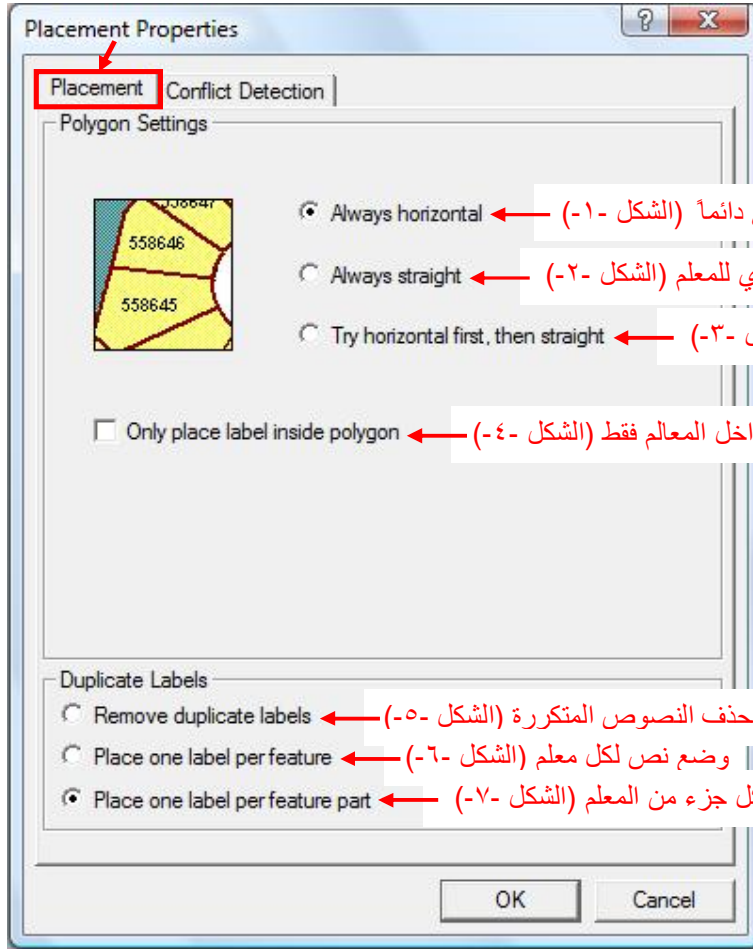 Placement Properties
Placement Conflict Detection
Polygon Settings
558647
558646
558645
Always horizontal دائماً (الشكل -١-)
Always straight للمعلم (الشكل -٢-)
Try horizontal first, then straight -٣-)
Only place label inside polygon المعالم فقط (الشكل -٤-)
Duplicate Labels
Remove duplicate labels حذف النصوص المتكررة (الشكل -٥-)
Place one label per feature وضع نص لكل معلم (الشكل -٦-)
Place one label per feature part جزء من المعلم (الشكل -٧-)
OK Cancel